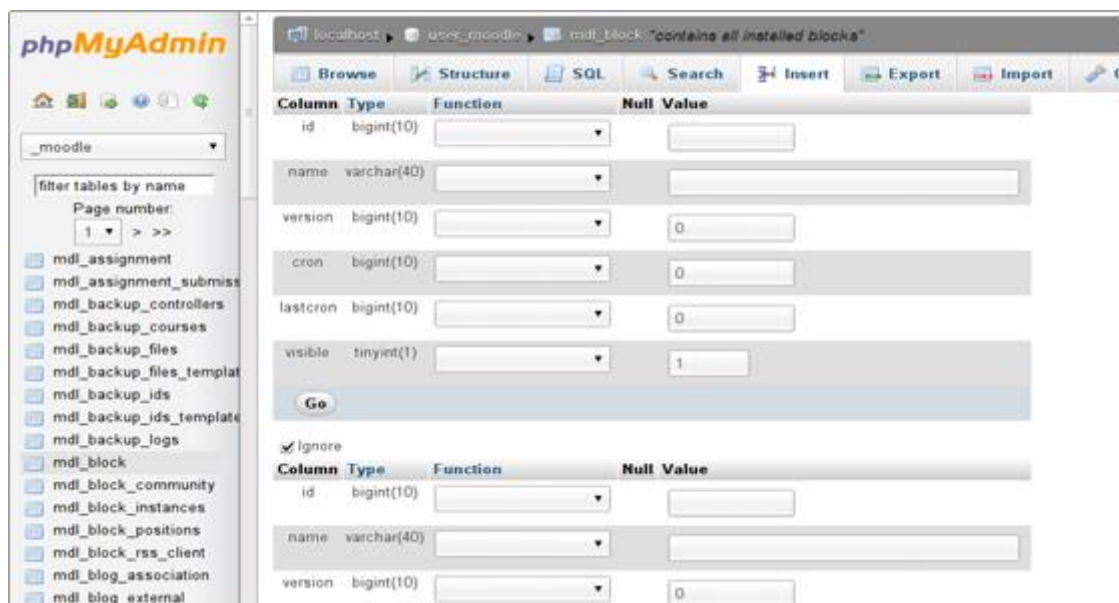 phpMyAdmin
_moodle
filter tables by name
Page number:
1 > >>
mdl_assignment
mdl_assignment_submiss
mdl_backup_controllers
mdl_backup_courses
mdl_backup_files
mdl_backup_files_templat
mdl_backup_ids
mdl_backup_ids_template
mdl_backup_logs
mdl_block
mdl_block_community
mdl_block_instances
mdl_block_positions
mdl_block_rss_client
mdl_blog_association
mdl_blog_external
localhost user_moodle mdl_block "contains all installed blocks"
Browse Structure SQL Search Insert Export Import
Column Type Function Null Value
id bigint(10)
name varchar(40)
version bigint(10) 0
cron bigint(10) 0
lastcron bigint(10) 0
visible tinyint(1) 1
Go
Ignore
Column Type Function Null Value
id bigint(10)
name varchar(40)
version bigint(10) 0